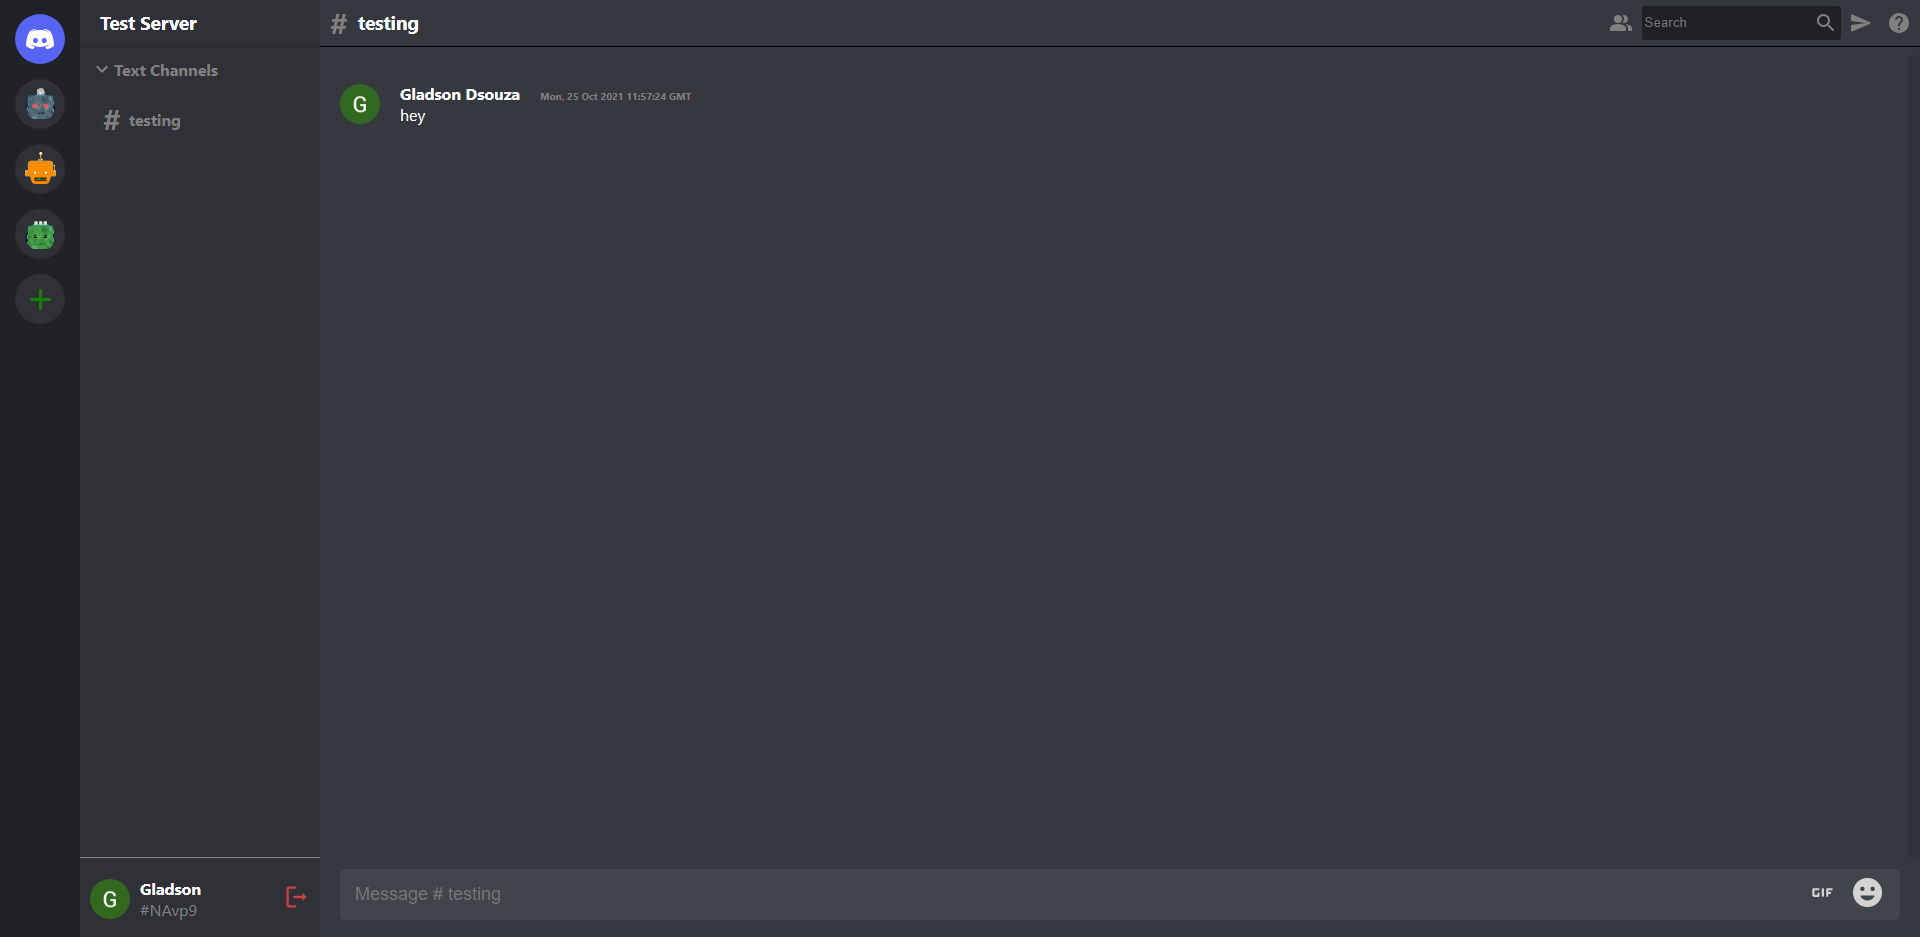 Test Server
Text Channels
# testing
Gladson
#NAvp9
# testing
Search
G
Gladson Dsouza Mon, 25 Oct 2021 11:57:24 GMT
hey
Message # testing
GIF
G